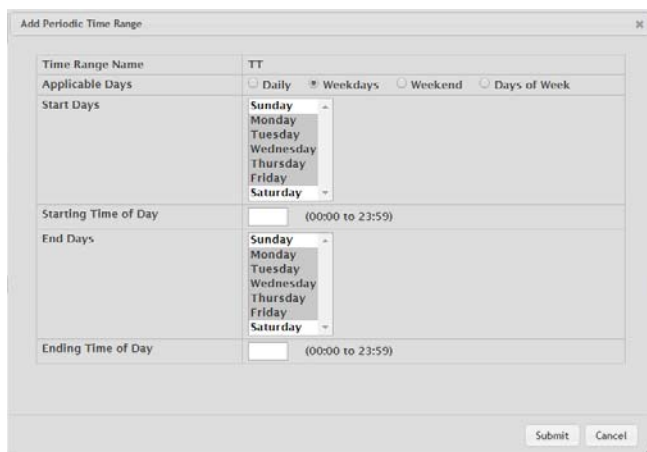 Add Periodic Time Range
Time Range Name TT
Applicable Days Daily Weekdays Weekend Days of Week
Start Days Sunday
Monday
Tuesday
Wednesday
Thursday
Friday
Saturday
Starting Time of Day (00:00 to 23:59)
End Days Sunday
Monday
Tuesday
Wednesday
Thursday
Friday
Saturday
Ending Time of Day (00:00 to 23:59)
Submit Cancel